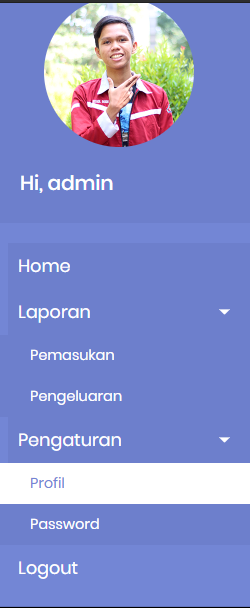 Hi, admin
Home
Laporan
Pemasukan
Pengeluaran
Pengaturan
Profil
Password
Logout